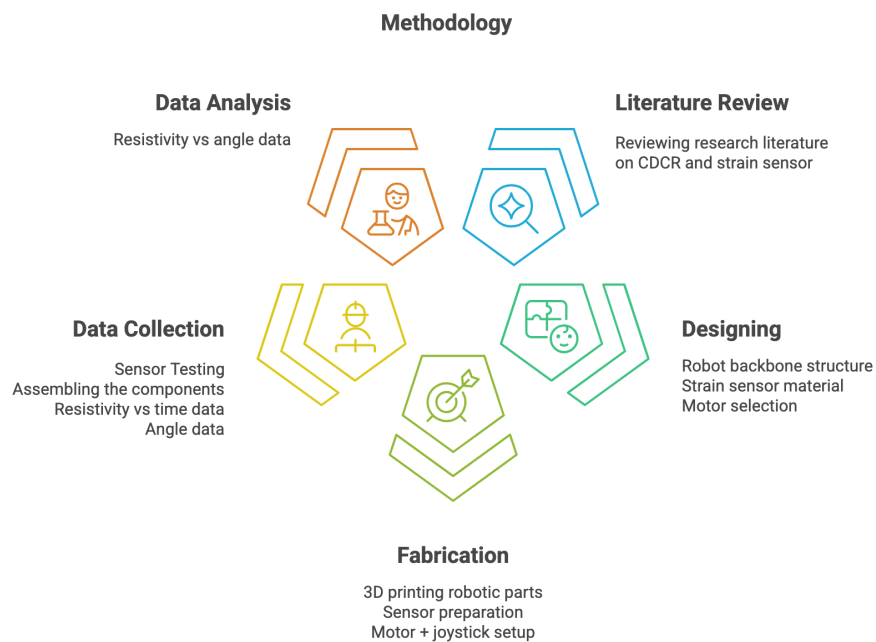 Methodology
Data Analysis
Resistivity vs angle data
Literature Review
Reviewing research literature
on CDCR and strain sensor
Data Collection
Sensor Testing
Assembling the components
Resistivity vs time data
Angle data
Designing
Robot backbone structure
Strain sensor material
Motor selection
Fabrication
3D printing robotic parts
Sensor preparation
Motor + joystick setup